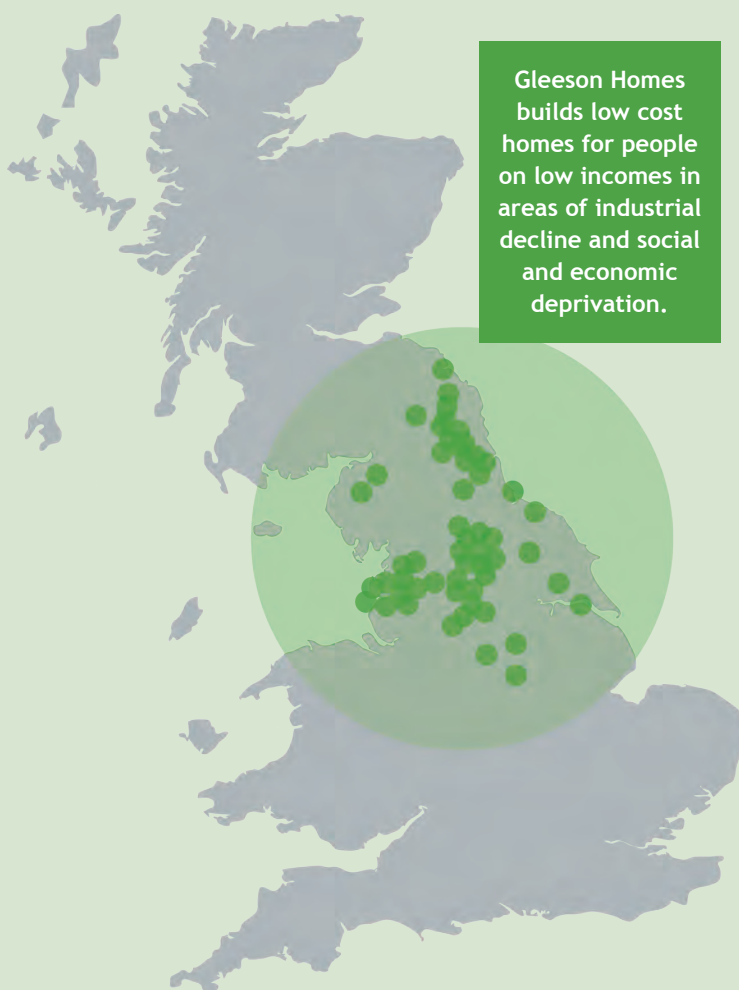 Gleeson Homes
builds low cost
homes for people
on low incomes in
areas of industrial
decline and social
and economic
deprivation.